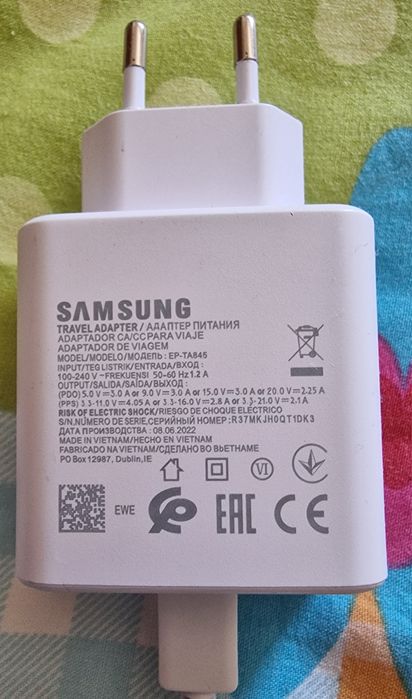 SAMSUNG
TRAVEL ADAPTER / АДАПТЕР ПИТАНИЯ
ADAPTADOR CA/CC PARA VIAJE
ADAPTADOR DE VIAGEM
MODEL/MODELO/МОДЕЛЬ: EP-TA845
INPUT/TEG LISTRIK/ENTRADA/ВХОД:
100-240 V ~ FREKUENSI 50-60 Hz 1.2 A
OUTPUT/SALIDA/SAÍDA/ВЫХОД:
(PDO) 5.0 V=3.0 A or 9.0 V=3.0 A or 15.0 V=3.0 A or 20.0 V=2.25 A
(PPS) 3.3-11.0 V=4.05 A or 3.3-16.0 V=2.8 A or 3.3-21.0 V=2.1 A
RISK OF ELECTRIC SHOCK/RIESGO DE CHOQUE ELÉCTRICO
S/N,NÚMERO DE SERIE,СЕРИЙНЫЙ НОМЕР:R37MKJH0QT1DK3
ДАТА ПРОИЗВОДСТВА: 08.06.2022
MADE IN VIETNAM/HECHO EN VIETNAM
FABRICADO NA VIETNAM/СДЕЛАНО ВО ВЬЕТНАМЕ
PO Box 12987, Dublin,IE
VI
EWE
EAC CE